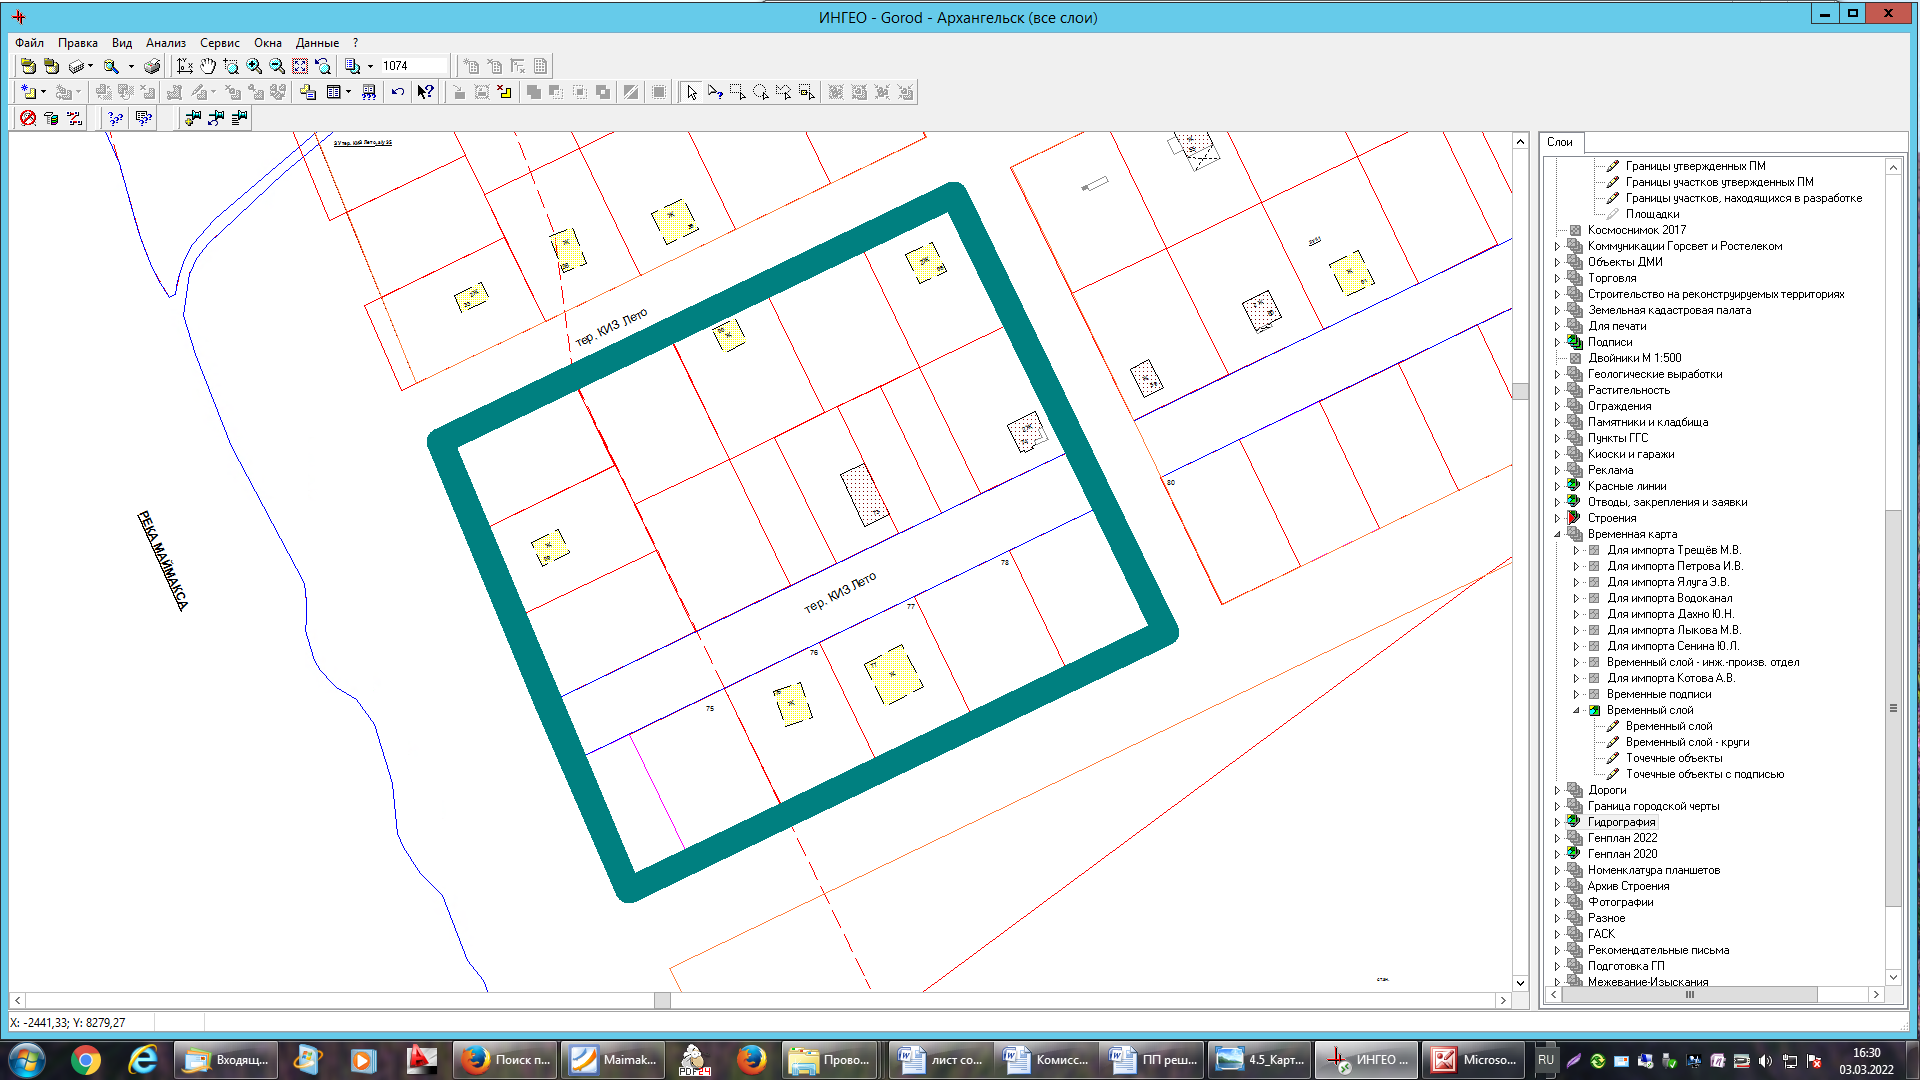 ИНГЕО - Gorod - Архангельск (все слои)
Файл Правка Вид Анализ Сервис Окна Данные ?
1074
тер. КИЗ Лето
тер. КИЗ Лето
РЕКА МАЙМАКСА
75
76
77
78
80
77
Слои
Границы утвержденных ПМ
Границы участков утвержденных ПМ
Границы участков, находящихся в разработке
Площадки
Космоснимок 2017
Коммуникации Горсвет и Ростелеком
Объекты ДМИ
Торговля
Строительство на реконструируемых территориях
Земельная кадастровая палата
Для печати
Подписи
Двойники М 1:500
Геологические выработки
Растительность
Ограждения
Памятники и кладбища
Пункты ГГС
Киоски и гаражи
Реклама
Красные линии
Отводы, закрепления и заявки
Строения
Временная карта
Для импорта Трещёв М.В.
Для импорта Петрова И.В.
Для импорта Ялуга Э.В.
Для импорта Водоканал
Для импорта Дахно Ю.Н.
Для импорта Лыкова М.В.
Для импорта Сенина Ю.Л.
Временный слой - инж.-произв. отдел
Для импорта Котова А.В.
Временные подписи
Временный слой
Временный слой
Временный слой - круги
Точечные объекты
Точечные объекты с подписью
Дороги
Граница городской черты
Гидрография
Генплан 2022
Генплан 2020
Номенклатура планшетов
Архив Строения
Фотографии
Разное
ГАСК
Рекомендательные письма
Подготовка ГП
Межевание-Изыскания
X: -2441,33; Y: 8279,27
Входящ...
Поиск п...
Maimak...
PDF24
Прово...
лист со...
Комисс...
ПП реш...
4.5_Карт...
ИНГЕО ...
Microso...
RU
16:30
03.03.2022